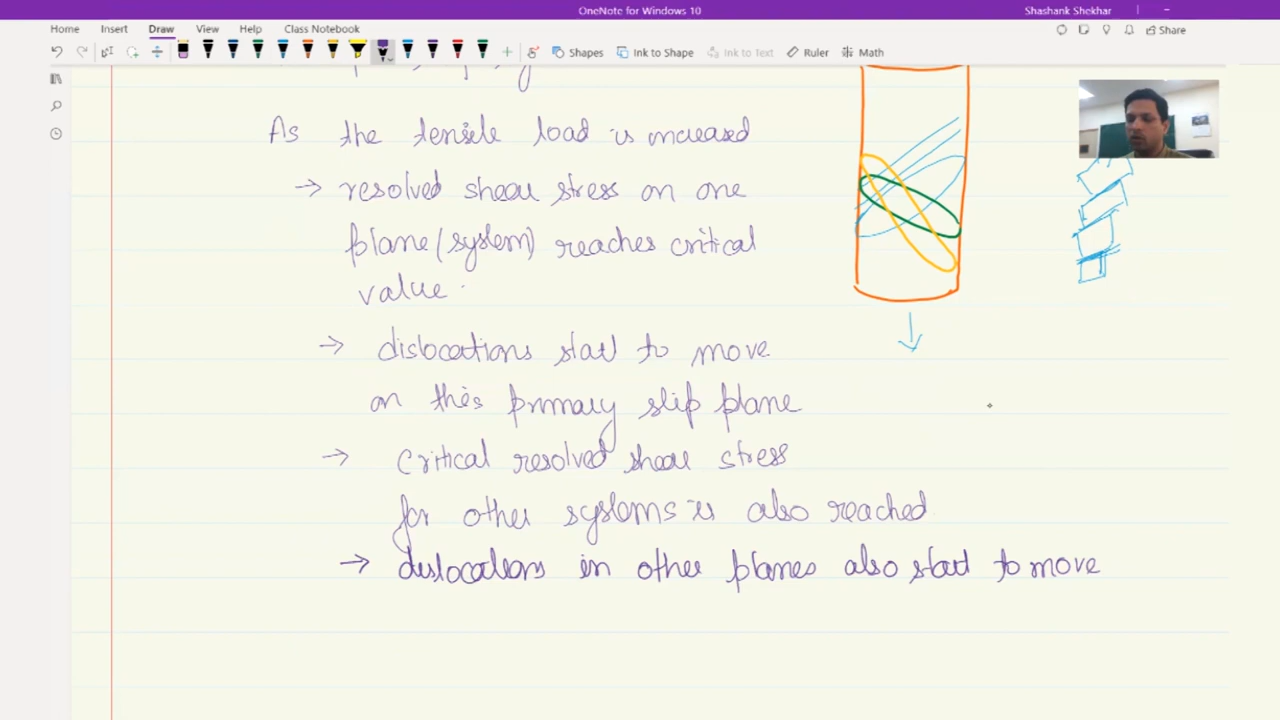 OneNote for Windows 10
Shashank Shekhar
Home Insert Draw View Help Class Notebook
Share
Shapes Ink to Shape Ink to Text Ruler Math
As the tensile load is increased
→ resolved shear stress on one
plane (system) reaches critical
value.
→ dislocations start to move
on this primary slip plane
→ critical resolved shear stress
for other systems is also reached
→ dislocations in other planes also start to move